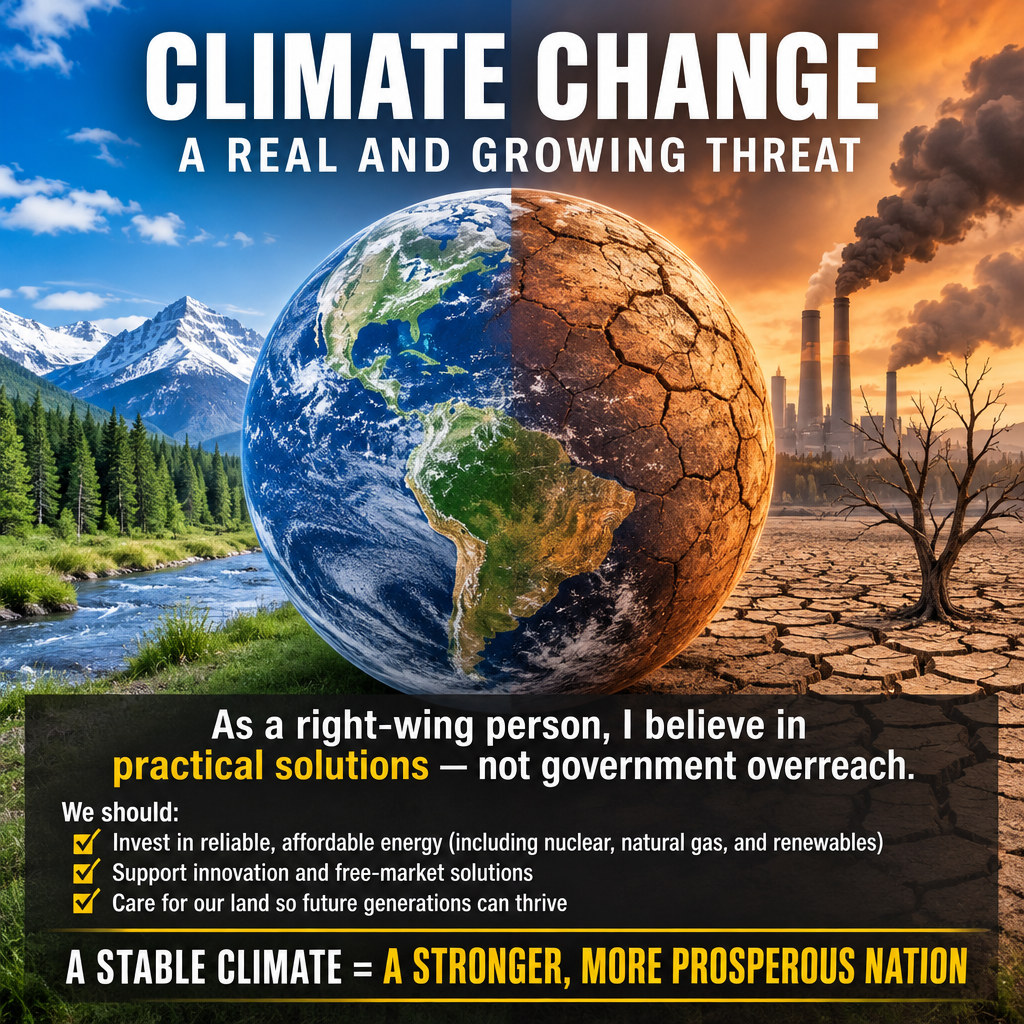 CLIMATE CHANGE
A REAL AND GROWING THREAT
As a right-wing person, I believe in
practical solutions — not government overreach.
We should:
Invest in reliable, affordable energy (including nuclear, natural gas, and renewables)
Support innovation and free-market solutions
Care for our land so future generations can thrive
A STABLE CLIMATE = A STRONGER, MORE PROSPEROUS NATION